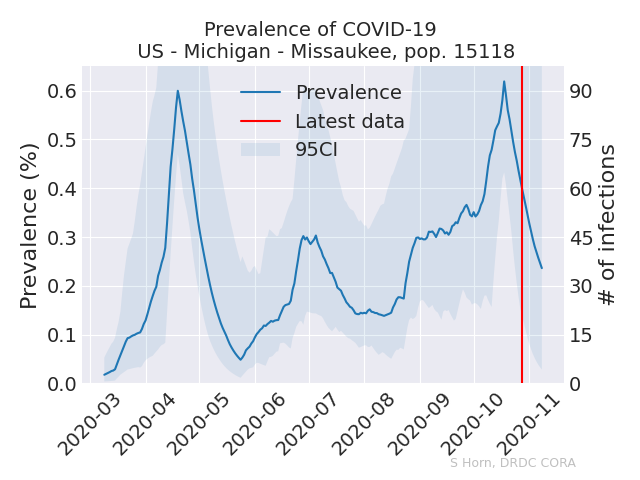 Prevalence of COVID-19
US - Michigan - Missaukee, pop. 15118
Prevalence (%)
0.6
0.5
0.4
0.3
0.2
0.1
0.0
Prevalence
Latest data
95CI
90
75
60
45
30
15
0
# of infections
2020-03
2020-04
2020-05
2020-06
2020-07
2020-08
2020-09
2020-10
2020-11
S Horn, DRDC CORA